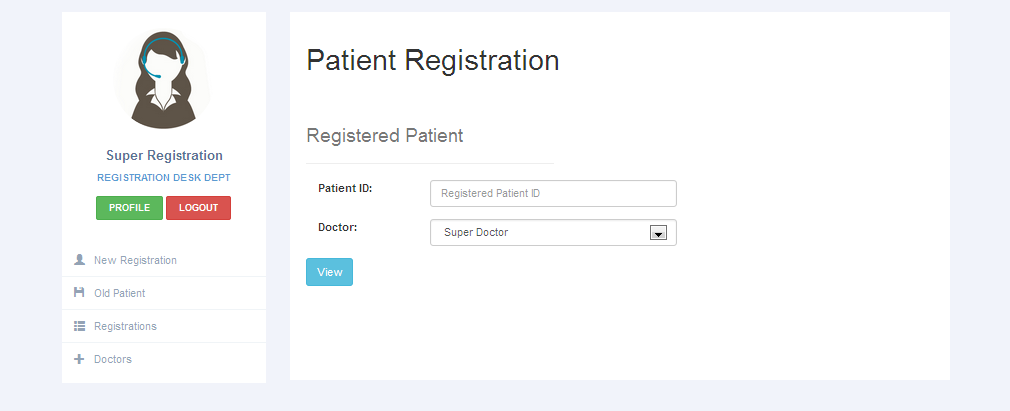 Super Registration
REGISTRATION DESK DEPT
PROFILE LOGOUT
New Registration
Old Patient
Registrations
Doctors
Patient Registration
Registered Patient
Patient ID: Registered Patient ID
Doctor: Super Doctor
View